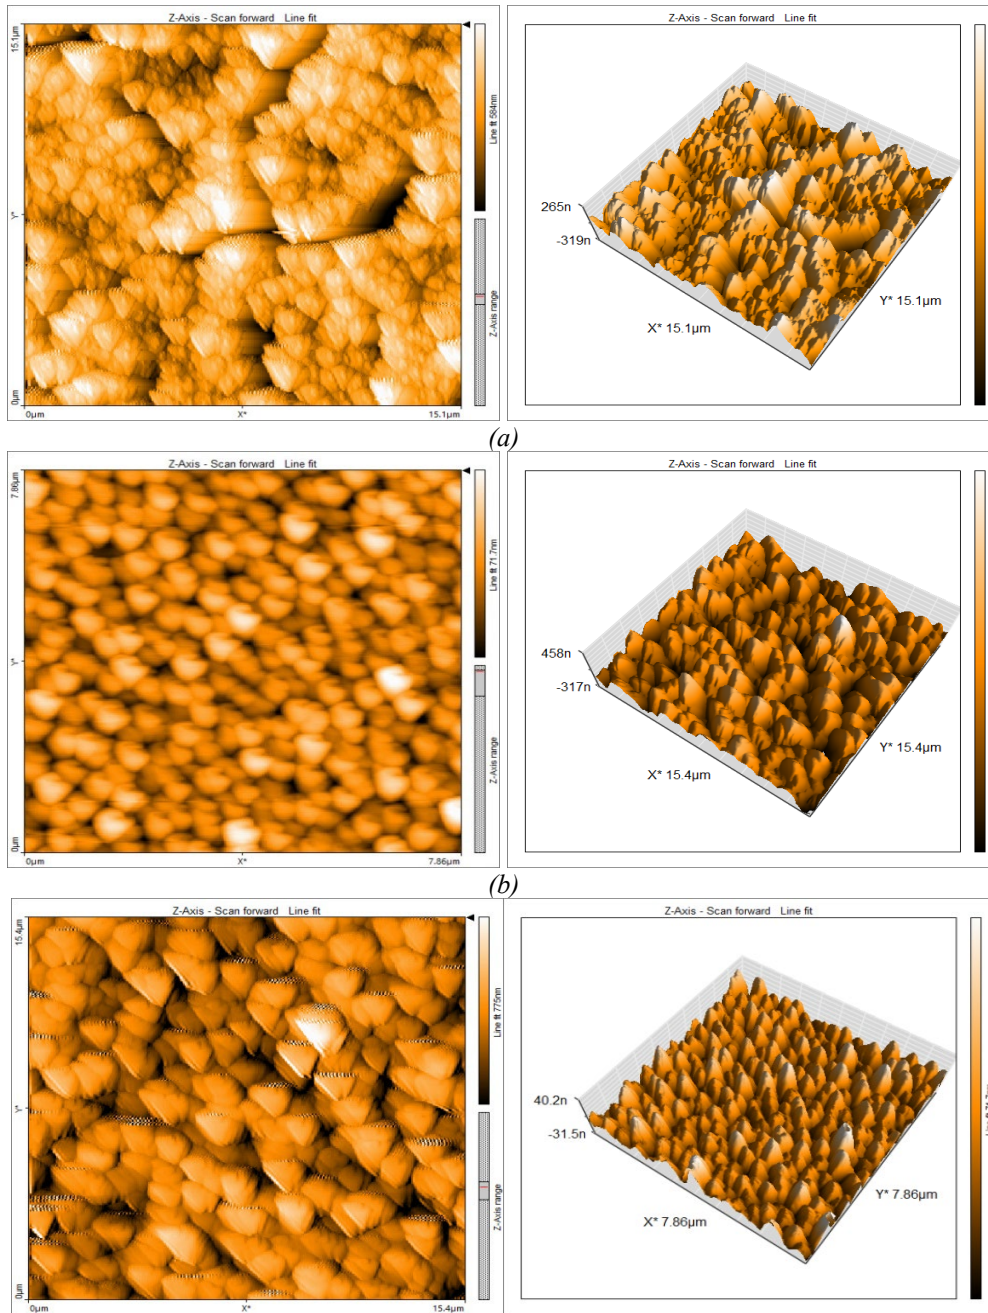 Z-Axis - Scan forward Line fit
15.1µm
Y*
0µm
0µm
X*
15.1µm
Line fit 584nm
Z-Axis range
Z-Axis - Scan forward Line fit
265n
-319n
X* 15.1µm
Y* 15.1µm
(a)
Z-Axis - Scan forward Line fit
7.86µm
Y*
0µm
0µm
X*
7.86µm
Line fit 71.7nm
Z-Axis range
Z-Axis - Scan forward Line fit
458n
-317n
X* 15.4µm
Y* 15.4µm
(b)
Z-Axis - Scan forward Line fit
15.4µm
Y*
0µm
0µm
X*
15.4µm
Line fit 775nm
Z-Axis range
Z-Axis - Scan forward Line fit
40.2n
-31.5n
X* 7.86µm
Y* 7.86µm